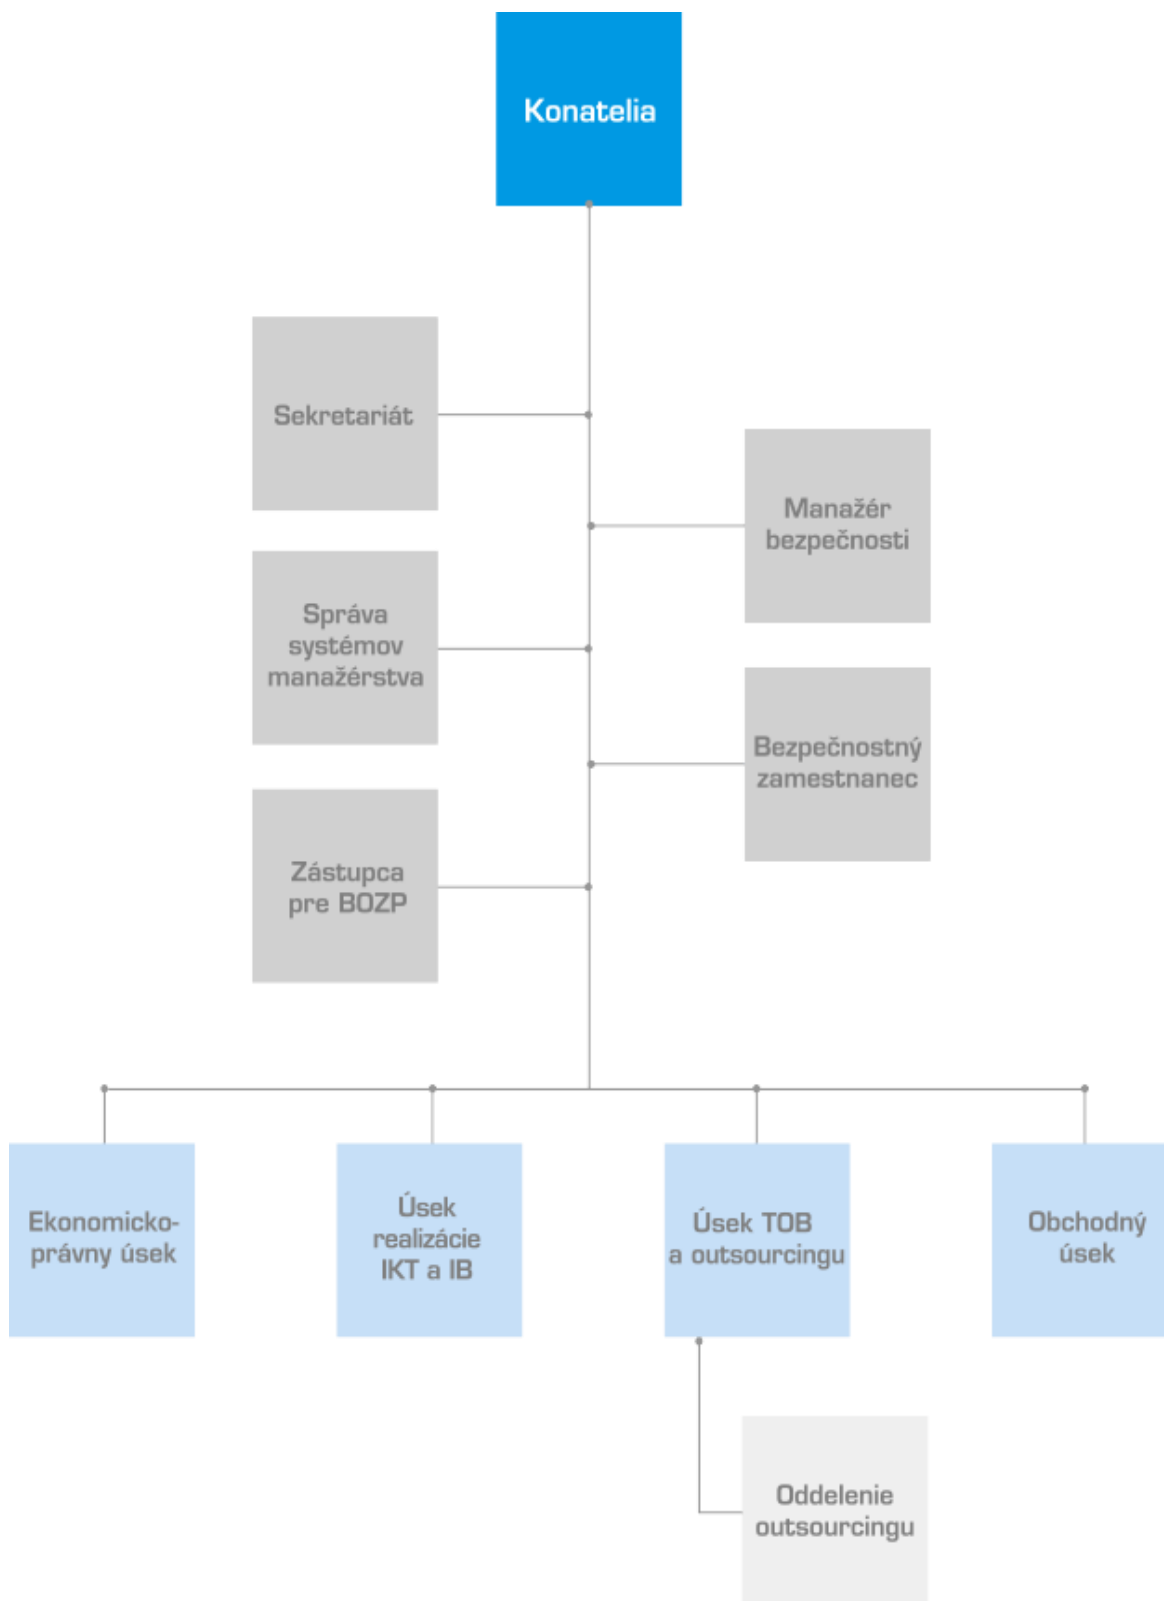 Konatelia
Sekretariát
Manažér
bezpečnosti
Správa
systémov
manažérstva
Bezpečnostný
zamestnanec
Zástupca
pre BOZP
Ekonomicko-
právny úsek
Úsek
realizácie
IKT a IB
Úsek TOB
a outsourcingu
Obchodný
úsek
Oddelenie
outsourcingu